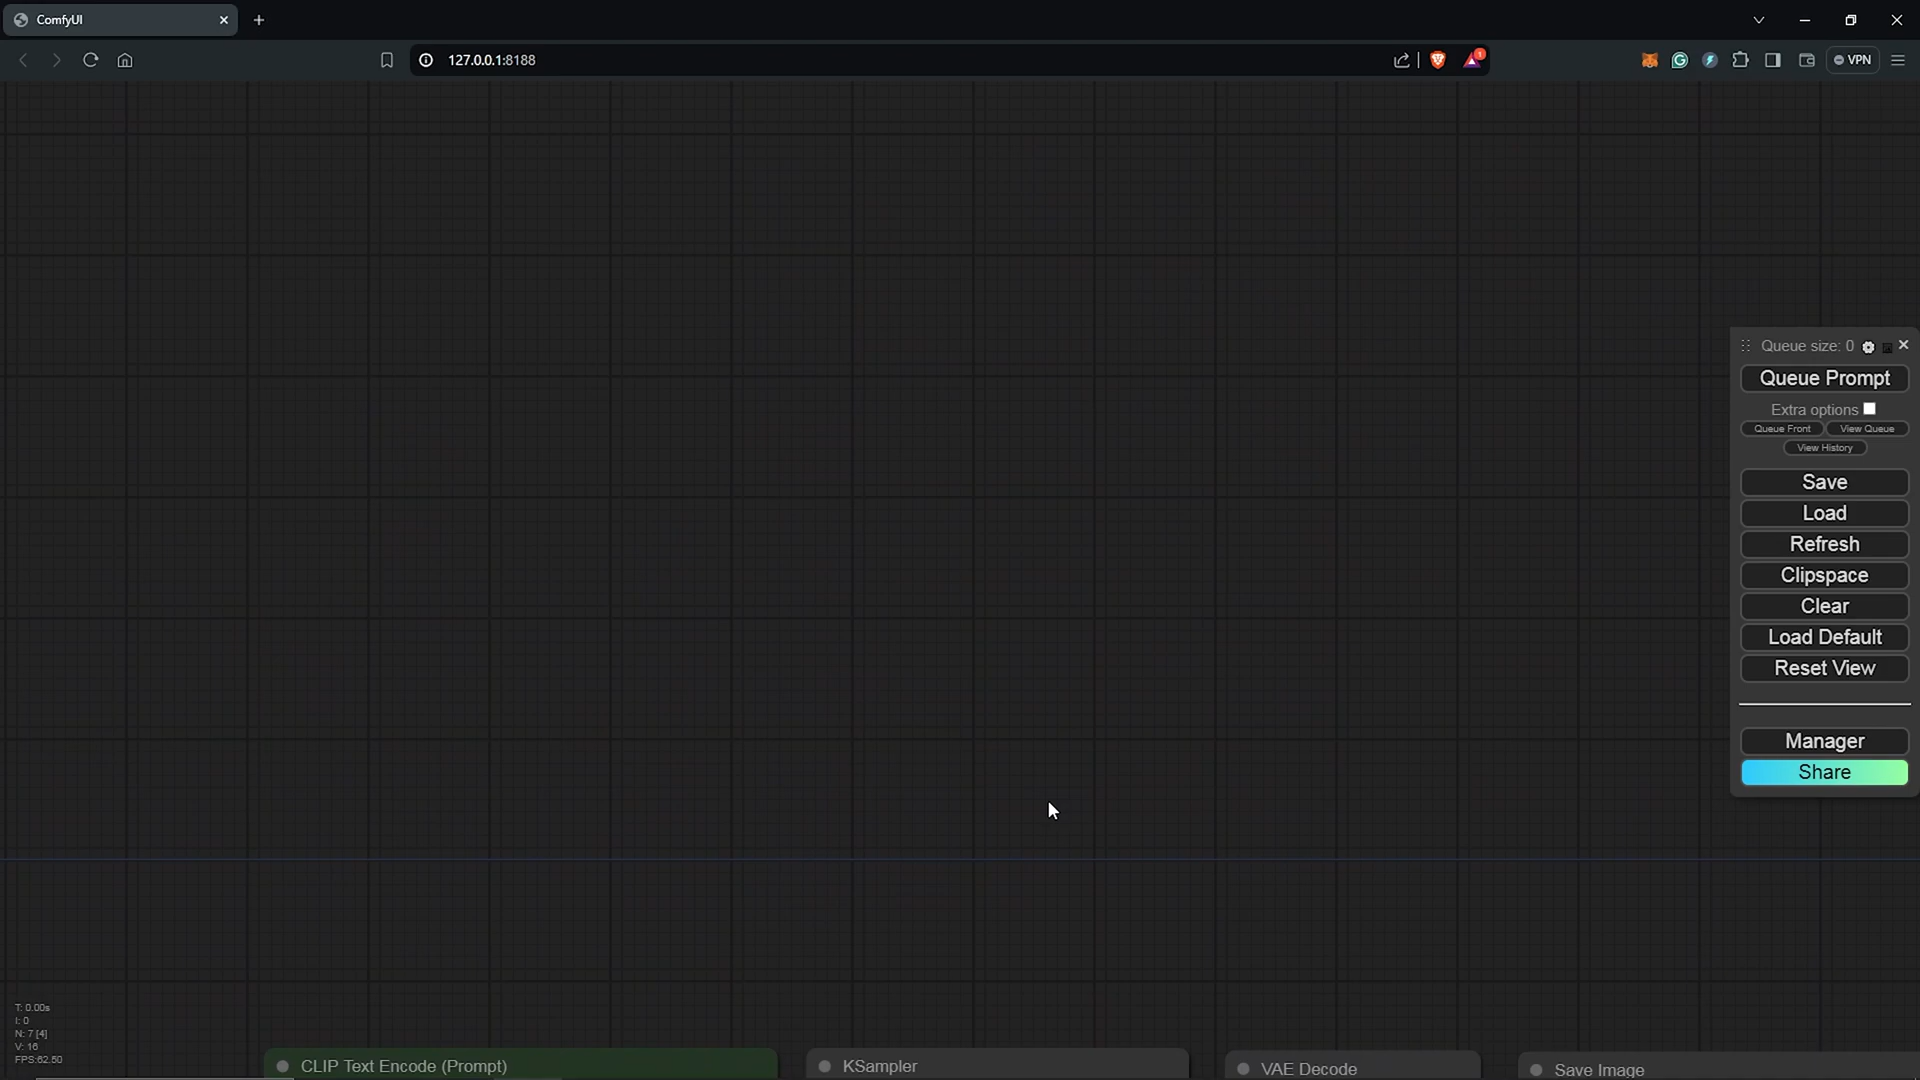 ComfyUI
127.0.0.1:8188
1
VPN
Queue size: 0
Queue Prompt
Extra options
Queue Front
View Queue
View History
Save
Load
Refresh
Clipspace
Clear
Load Default
Reset View
Manager
Share
T: 0.00s
I: 0
N: 7 [4]
V: 16
FPS:62.50
CLIP Text Encode (Prompt)
KSampler
VAE Decode
Save Image